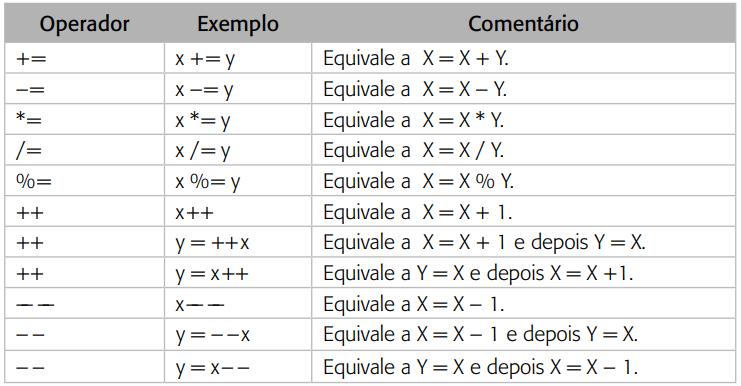 Operador Exemplo Comentário
+= x += y Equivale a X = X + Y.
–= x –= y Equivale a X = X – Y.
*= x *= y Equivale a X = X * Y.
/= x /= y Equivale a X = X / Y.
%= x %= y Equivale a X = X % Y.
++ x++ Equivale a X = X + 1.
++ y = ++x Equivale a X = X + 1 e depois Y = X.
++ y = x++ Equivale a Y = X e depois X = X +1.
–– x–– Equivale a X = X – 1.
–– y = ––x Equivale a X = X – 1 e depois Y = X.
–– y = x–– Equivale a Y = X e depois X = X – 1.